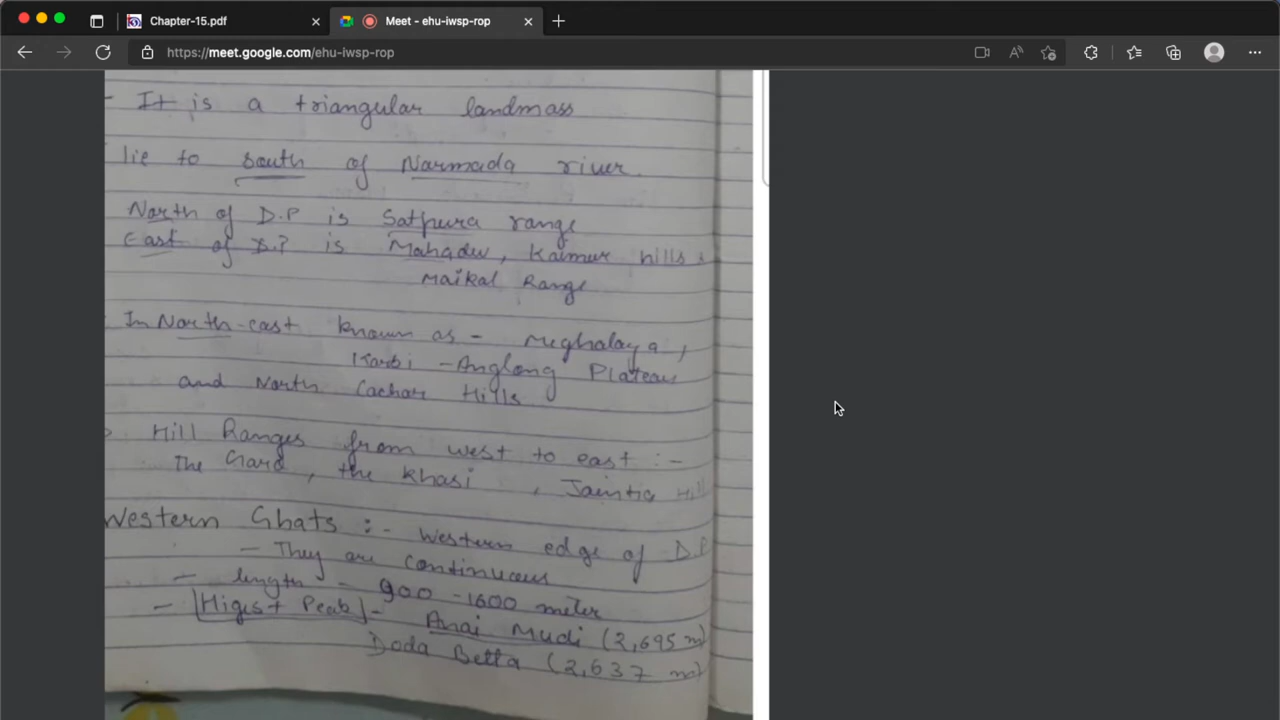 Chapter-15.pdf
Meet - ehu-iwsp-rop
https://meet.google.com/ehu-iwsp-rop
- It is a triangular landmass
lie to south of Narmada river.
North of D.P is Satpura range
East of D.P is Mahadev, Kaimur hills &
Maikal Range
In North-east known as - Meghalaya,
Karbi -Anglong Plateau
and North Cachar Hills
Hill Ranges from west to east :-
The Garo, the Khasi , Jaintia Hill
Western Ghats :- Western edge of D.P
- They are continuous
- length - 900 -1600 meter
- Higest Peak - Anai Mudi (2,695 m)
Doda Betta (2,637 m)